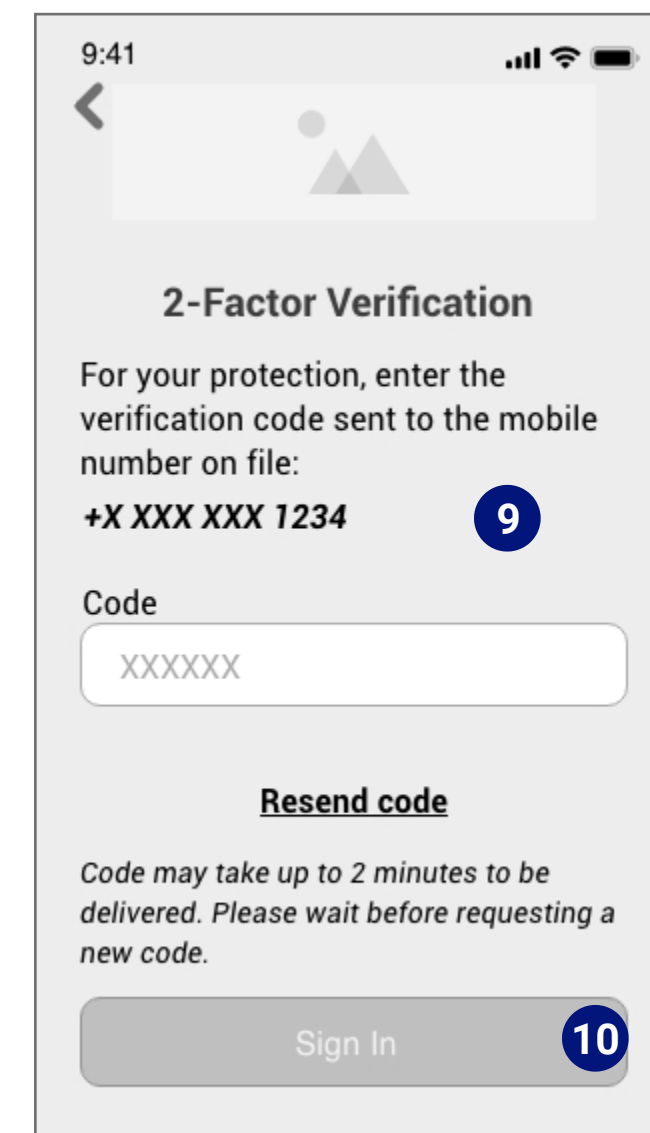 9:41
2-Factor Verification
For your protection, enter the
verification code sent to the mobile
number on file:
+X XXX XXX 1234
9
Code
XXXXXX
Resend code
Code may take up to 2 minutes to be
delivered. Please wait before requesting a
new code.
Sign In
10